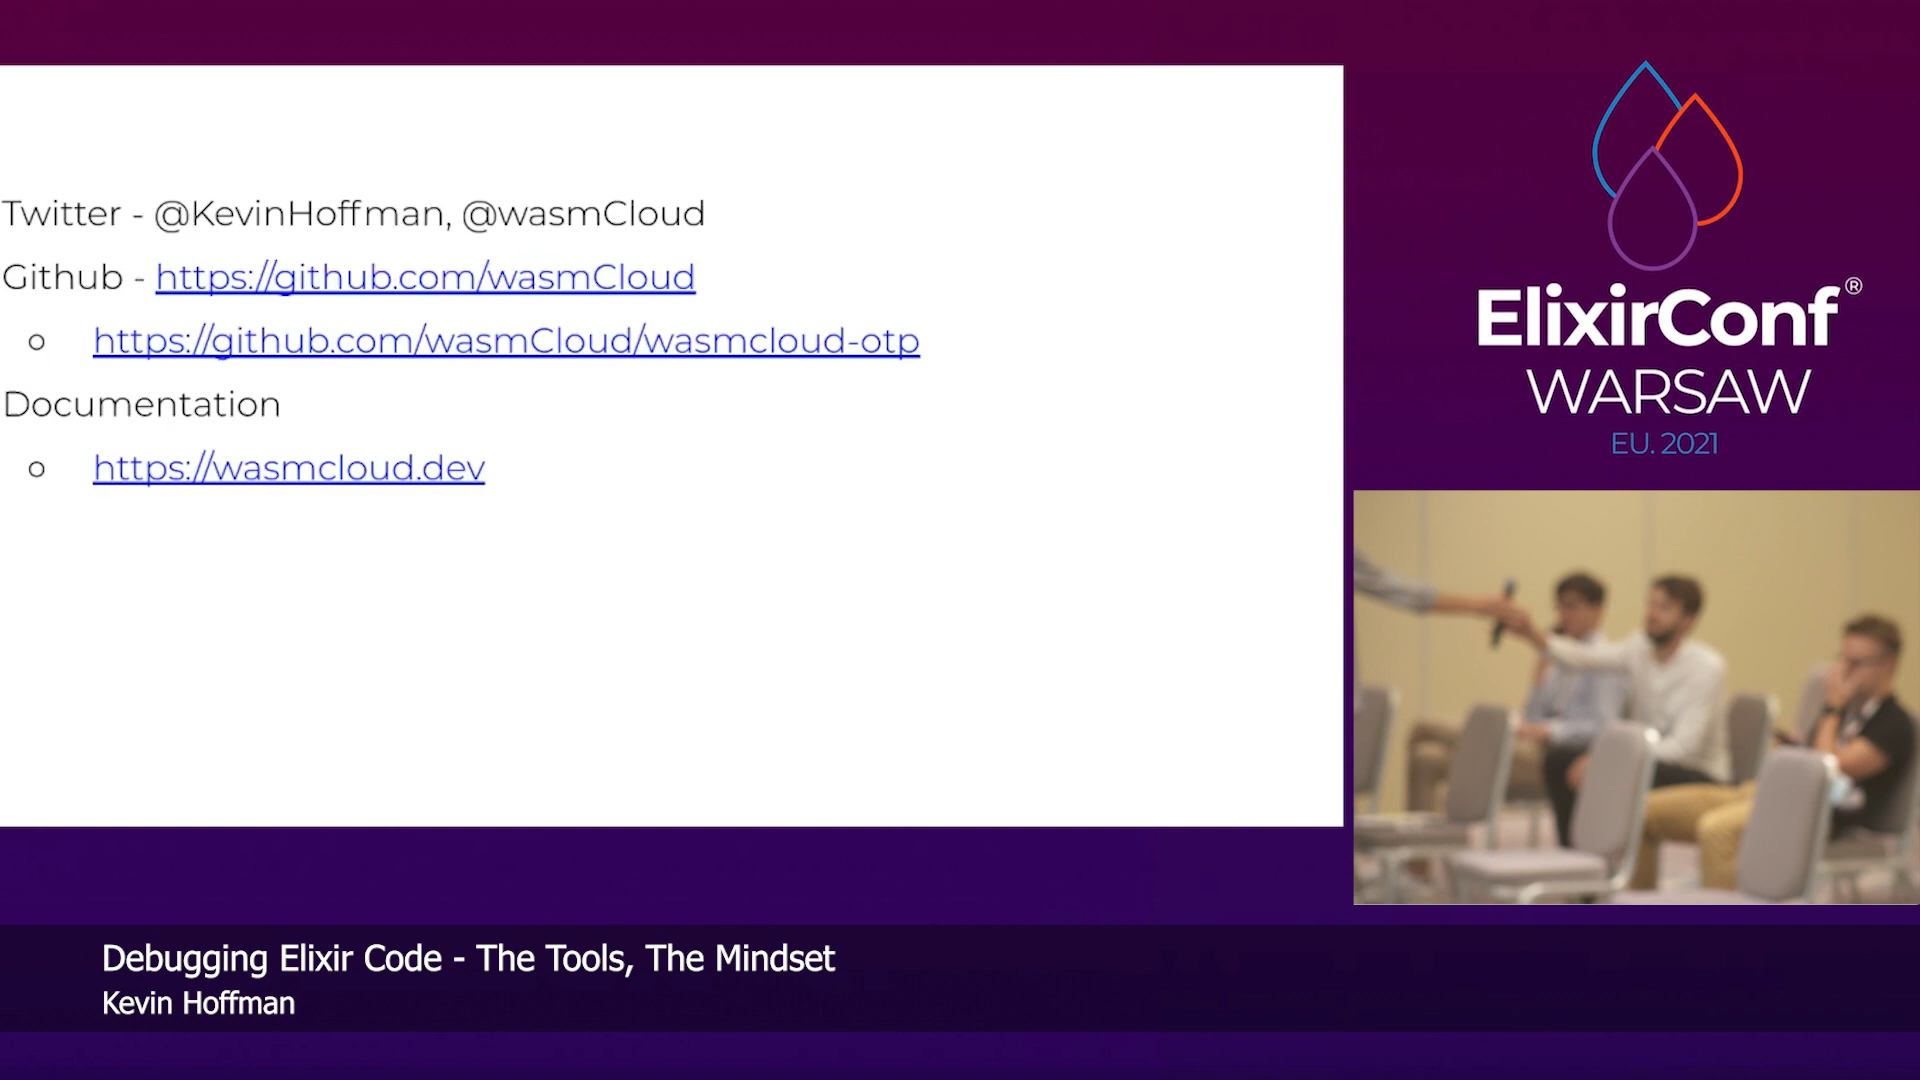 Twitter - @KevinHoffman, @wasmCloud
Github - https://github.com/wasmCloud
o https://github.com/wasmCloud/wasmcloud-otp
Documentation
o https://wasmcloud.dev
ElixirConf®
WARSAW
EU. 2021
Debugging Elixir Code - The Tools, The Mindset
Kevin Hoffman